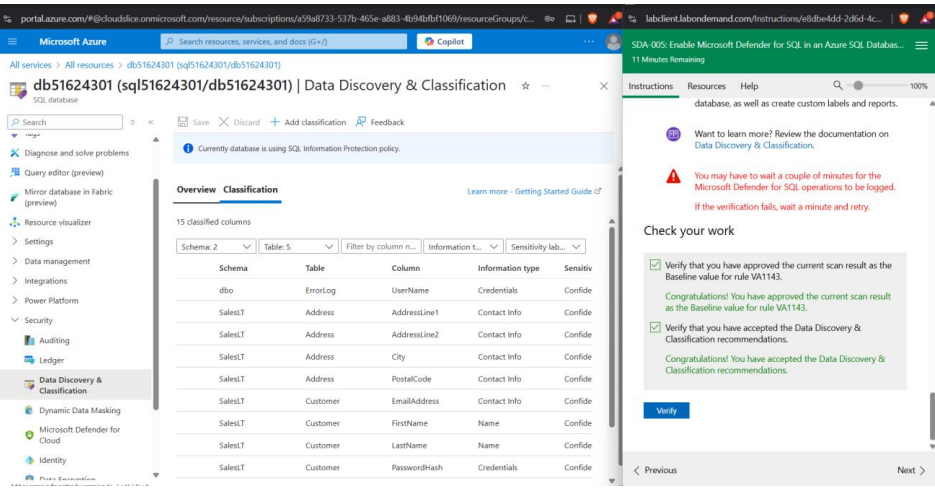 portal.azure.com/#@cloudslice.onmicrosoft.com/resource/subscriptions/a59a8733-537b-465e-a883-4b94bfbf1069/resourceGroups/c...
Microsoft Azure
Search resources, services, and docs (G+/)
Copilot
All services > All resources > db51624301 (sql51624301/db51624301)
db51624301 (sql51624301/db51624301) | Data Discovery & Classification
SQL database
Search
Tags
Diagnose and solve problems
Query editor (preview)
Mirror database in Fabric
(preview)
Resource visualizer
Settings
Data management
Integrations
Power Platform
Security
Auditing
Ledger
Data Discovery &
Classification
Dynamic Data Masking
Microsoft Defender for
Cloud
Identity
Data Encryption
Save Discard Add classification Feedback
Currently database is using SQL Information Protection policy.
Overview Classification
Learn more - Getting Started Guide
15 classified columns
Schema: 2 Table: 5 Filter by column n... Information t... Sensitivity lab...
Schema Table Column Information type Sensitiv
dbo ErrorLog UserName Credentials Confide
SalesLT Address AddressLine1 Contact Info Confide
SalesLT Address AddressLine2 Contact Info Confide
SalesLT Address City Contact Info Confide
SalesLT Address PostalCode Contact Info Confide
SalesLT Customer EmailAddress Contact Info Confide
SalesLT Customer FirstName Name Confide
SalesLT Customer LastName Name Confide
SalesLT Customer PasswordHash Credentials Confide
labclient.labondemand.com/Instructions/e8dbe4dd-2d6d-4c...
SDA-005: Enable Microsoft Defender for SQL in an Azure SQL Databas...
11 Minutes Remaining
Instructions Resources Help 100%
database, as well as create custom labels and reports.
Want to learn more? Review the documentation on
Data Discovery & Classification.
You may have to wait a couple of minutes for the
Microsoft Defender for SQL operations to be logged.
If the verification fails, wait a minute and retry.
Check your work
Verify that you have approved the current scan result as the
Baseline value for rule VA1143.
Congratulations! You have approved the current scan result
as the Baseline value for rule VA1143.
Verify that you have accepted the Data Discovery &
Classification recommendations.
Congratulations! You have accepted the Data Discovery &
Classification recommendations.
Verify
< Previous
Next >